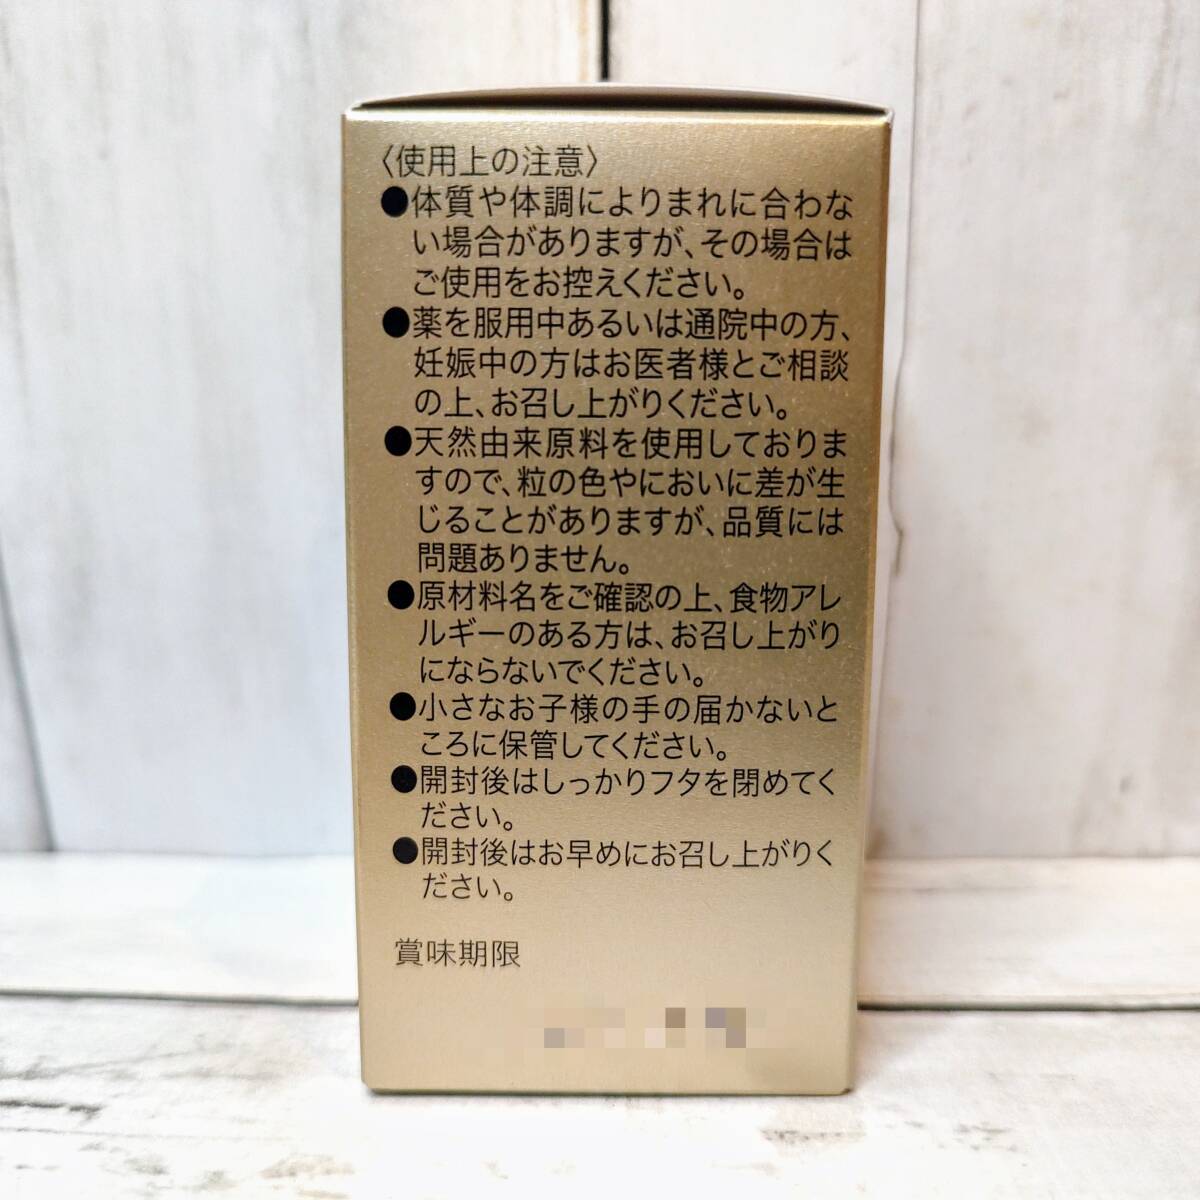 〈使用上の注意〉
●体質や体調によりまれに合わな
い場合がありますが、その場合は
ご使用をお控えください。
●薬を服用中あるいは通院中の方、
妊娠中の方はお医者様とご相談
の上、お召し上がりください。
●天然由来原料を使用しておりま
すので、粒の色やにおいに差が生
じることがありますが、品質には
問題ありません。
●原材料名をご確認の上、食物アレ
ルギーのある方は、お召し上がり
にならないでください。
●小さなお子様の手の届かないと
ころに保管してください。
●開封後はしっかりフタを閉めてく
ださい。
●開封後はお早めにお召し上がりく
ださい。
賞味期限